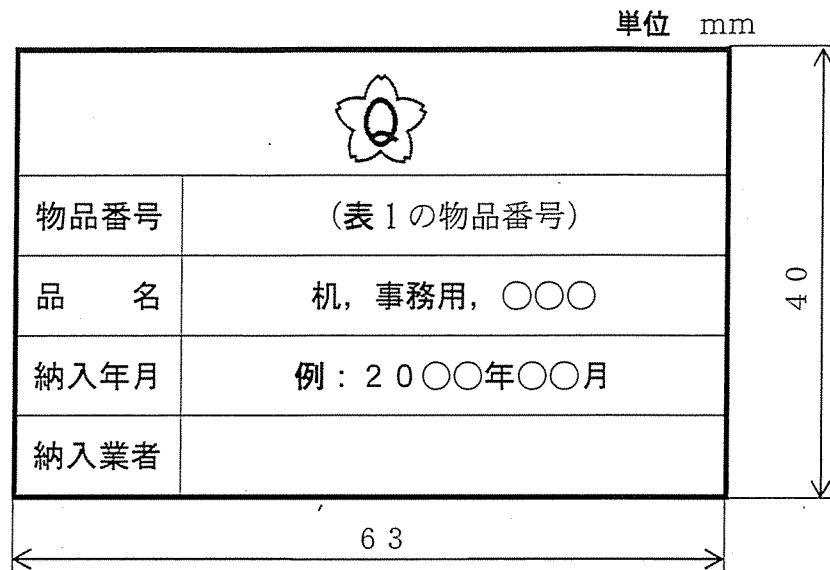 単位 mm
Q
物品番号 (表1の物品番号)
品 名 机，事務用，○○○
納入年月 例：20○○年○○月
納入業者
40
63